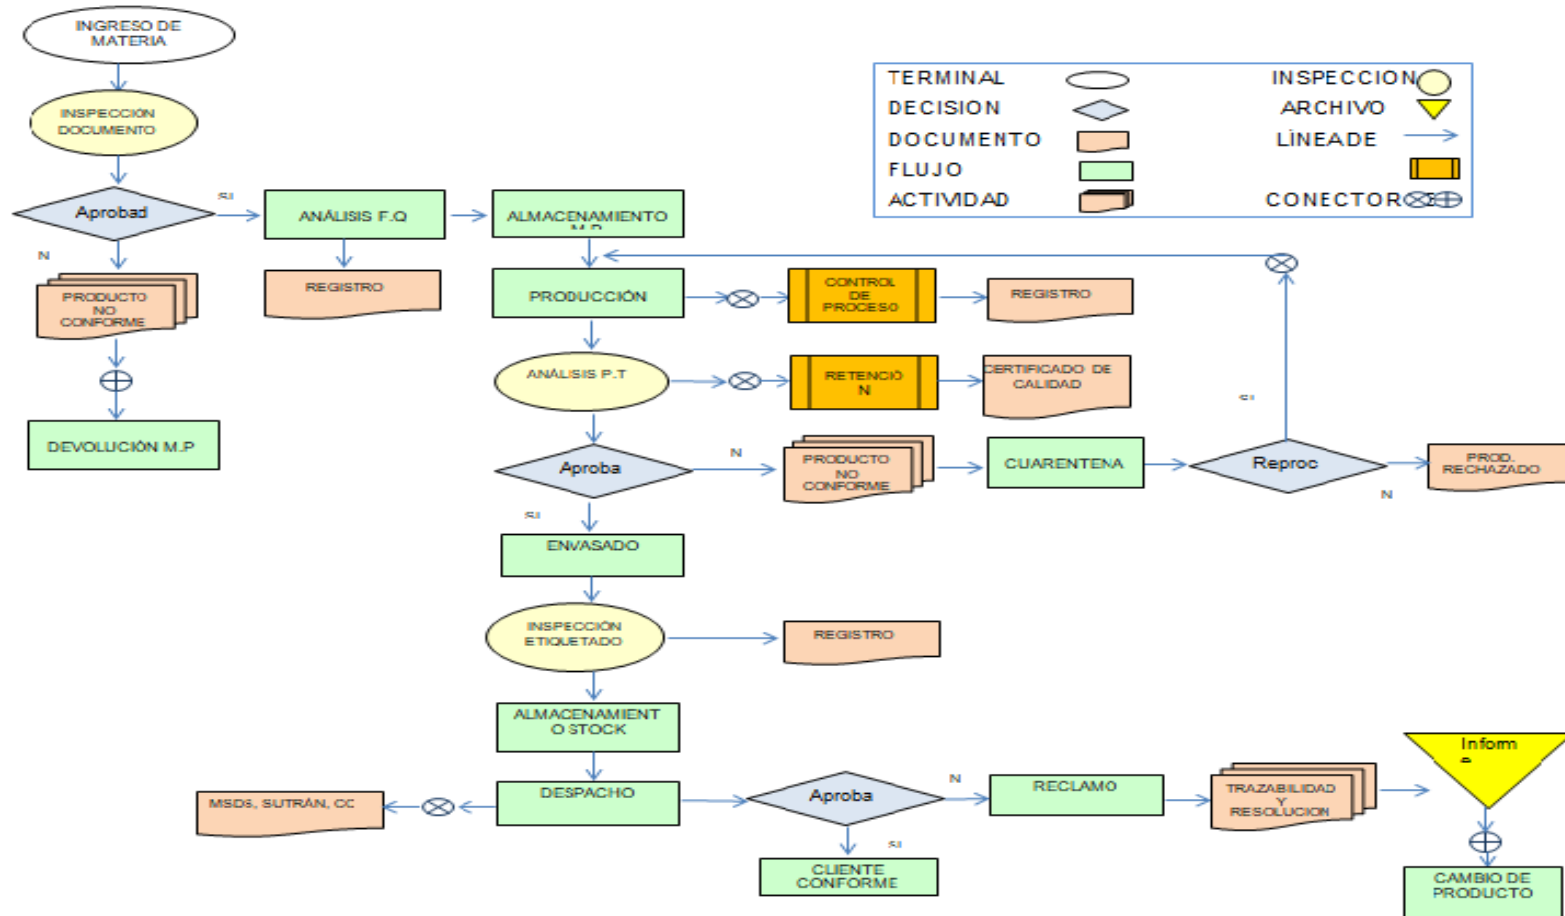 INGRESO DE
MATERIA
INSPECCIÓN
DOCUMENTO
Aprobad
SI
N
ANÁLISIS F.Q
REGISTRO
ALMACENAMIENTO
M.P
PRODUCTO
NO
CONFORME
DEVOLUCIÓN M.P
TERMINAL
INSPECCION
DECISION
ARCHIVO
DOCUMENTO
LÍNEADE
FLUJO
ACTIVIDAD
CONECTOR
PRODUCCIÓN
CONTROL
DE
PROCESO
REGISTRO
ANÁLISIS P.T
RETENCIÓ
N
CERTIFICADO DE
CALIDAD
Aproba
N
PRODUCTO
NO
CONFORME
CUARENTENA
Reproc
SI
N
PROD.
RECHAZADO
SI
ENVASADO
INSPECCIÓN
ETIQUETADO
REGISTRO
ALMACENAMIENT
O STOCK
DESPACHO
MSDS, SUTRÁN, CC
Aproba
N
SI
CLIENTE
CONFORME
RECLAMO
TRAZABILIDAD
Y
RESOLUCION
Inform
CAMBIO DE
PRODUCTO